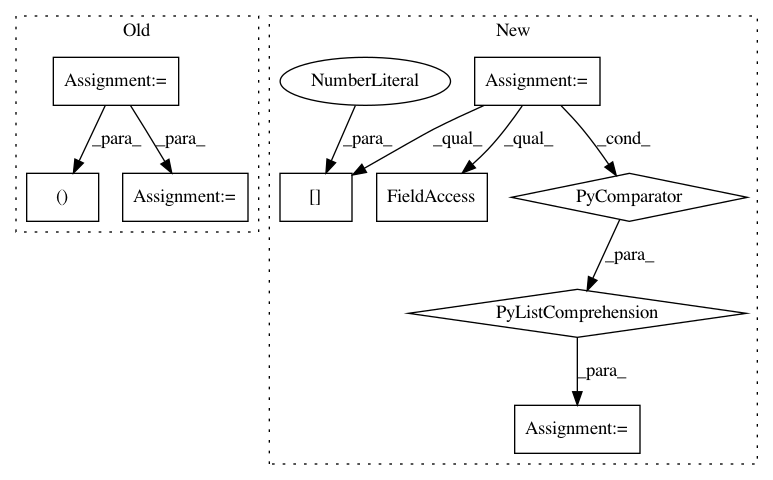 Old
New
Assignment:=
NumberLiteral
Assignment:=
_para_
_para_
_para_
_qual_
_qual_
_cond_
()
Assignment:=
[]
FieldAccess
PyComparator
_para_
PyListComprehension
_para_
Assignment:=